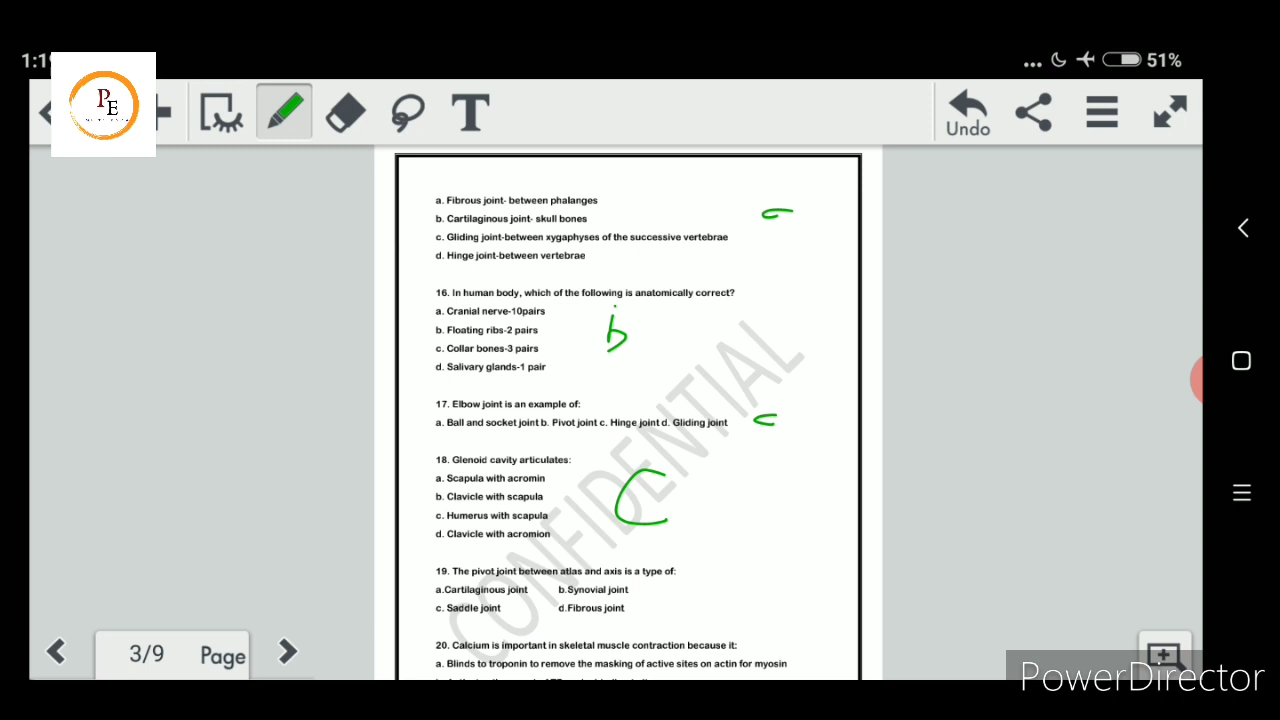 51%
PE
T
Undo
a. Fibrous joint- between phalanges
b. Cartilaginous joint- skull bones
c. Gliding joint-between xygaphyses of the successive vertebrae
d. Hinge joint-between vertebrae
c
16. In human body, which of the following is anatomically correct?
a. Cranial nerve-10pairs
b. Floating ribs-2 pairs
c. Collar bones-3 pairs
d. Salivary glands-1 pair
b
17. Elbow joint is an example of:
a. Ball and socket joint b. Pivot joint c. Hinge joint d. Gliding joint
c
18. Glenoid cavity articulates:
a. Scapula with acromin
b. Clavicle with scapula
c. Humerus with scapula
d. Clavicle with acromion
C
CONFIDENTIAL
19. The pivot joint between atlas and axis is a type of:
a.Cartilaginous joint b.Synovial joint
c. Saddle joint d.Fibrous joint
20. Calcium is important in skeletal muscle contraction because it:
a. Blinds to troponin to remove the masking of active sites on actin for myosin
3/9 Page
PowerDirector